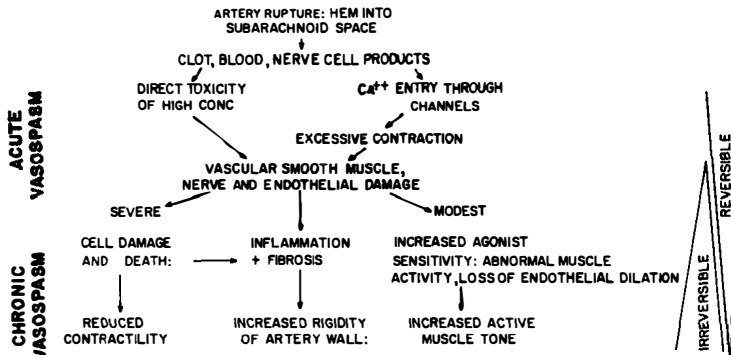 ARTERY RUPTURE: HEM INTO
SUBARACHNOID SPACE
CLOT, BLOOD, NERVE CELL PRODUCTS
DIRECT TOXICITY
OF HIGH CONC
CA++ ENTRY THROUGH
CHANNELS
EXCESSIVE CONTRACTION
VASCULAR SMOOTH MUSCLE,
NERVE AND ENDOTHELIAL DAMAGE
SEVERE
MODEST
CELL DAMAGE
AND DEATH:
INFLAMMATION
+ FIBROSIS
INCREASED AGONIST
SENSITIVITY: ABNORMAL MUSCLE
ACTIVITY, LOSS OF ENDOTHELIAL DILATION
REDUCED
CONTRACTILITY
INCREASED RIGIDITY
OF ARTERY WALL:
INCREASED ACTIVE
MUSCLE TONE
ACUTE
VASOSPASM
CHRONIC
VASOSPASM
IRREVERSIBLE
REVERSIBLE